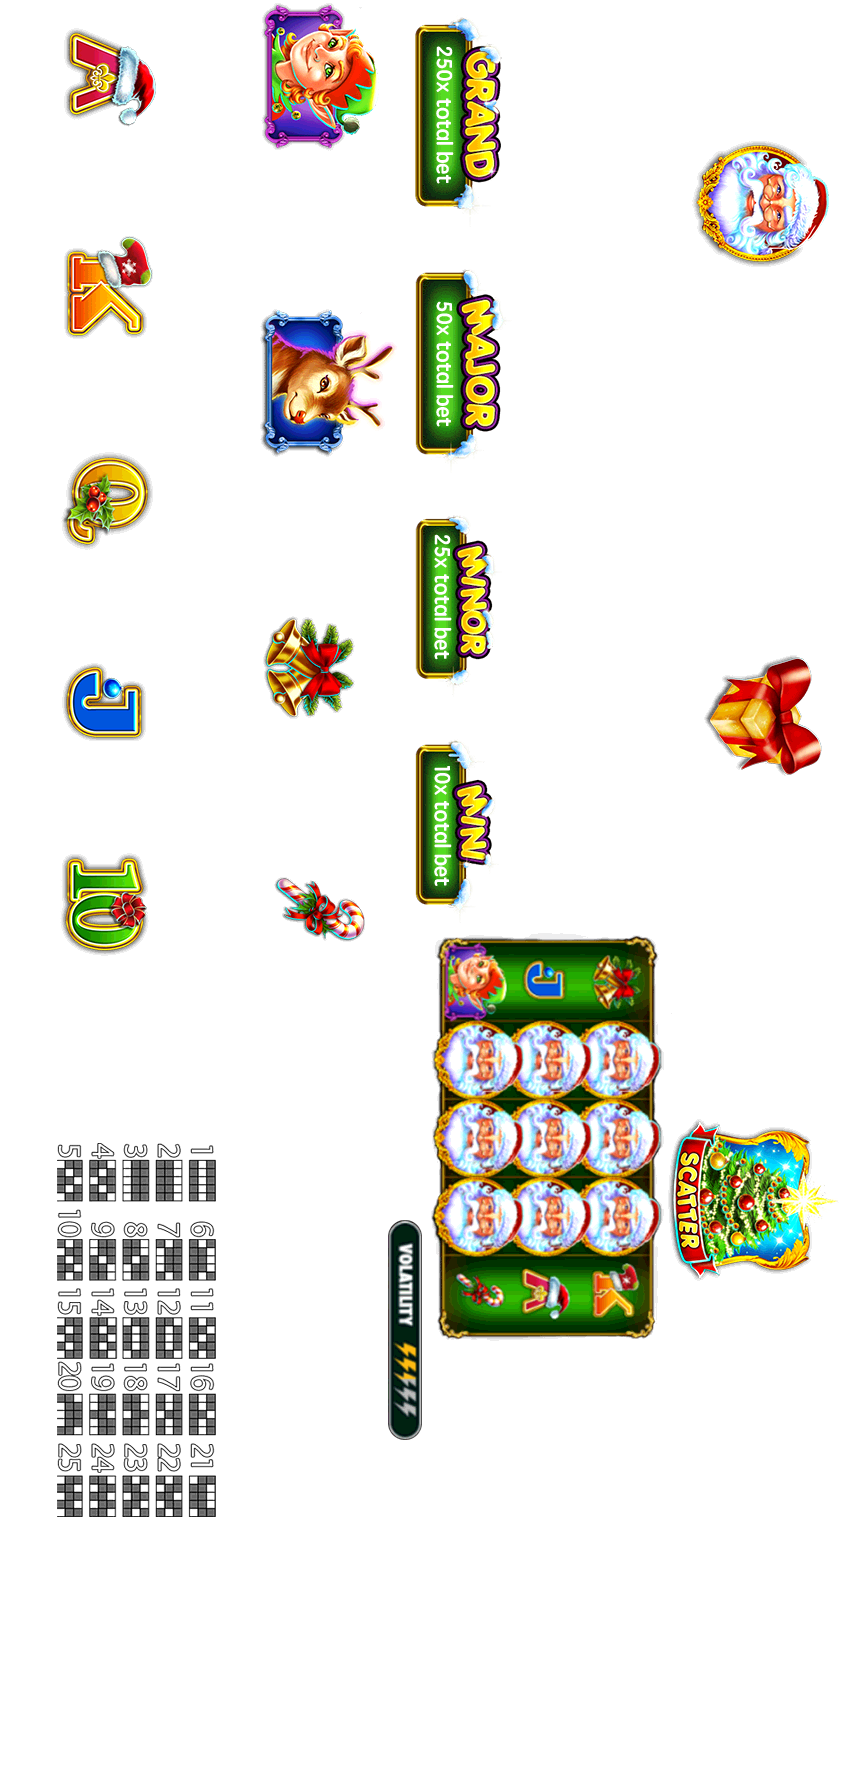 SCATTER
K
J A
GRAND
250x total bet
MAJOR
50x total bet
MINOR
25x total bet
MINI
10x total bet
VOLATILITY
A K Q J 10
1 6 11 16 21
2 7 12 17 22
3 8 13 18 23
4 9 14 19 24
5 10 15 20 25